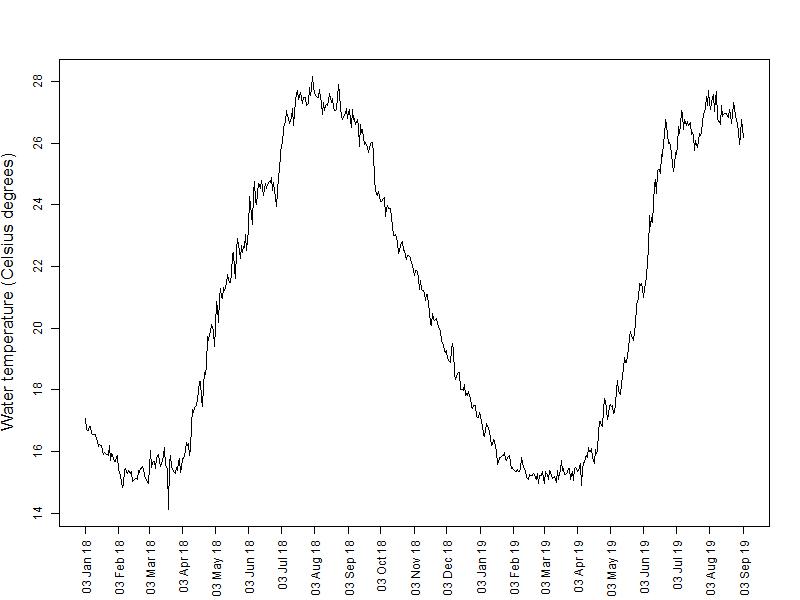 Water temperature (Celsius degrees)
28
26
24
22
20
18
16
14
03 Jan 18
03 Feb 18
03 Mar 18
03 Apr 18
03 May 18
03 Jun 18
03 Jul 18
03 Aug 18
03 Sep 18
03 Oct 18
03 Nov 18
03 Dec 18
03 Jan 19
03 Feb 19
03 Mar 19
03 Apr 19
03 May 19
03 Jun 19
03 Jul 19
03 Aug 19
03 Sep 19